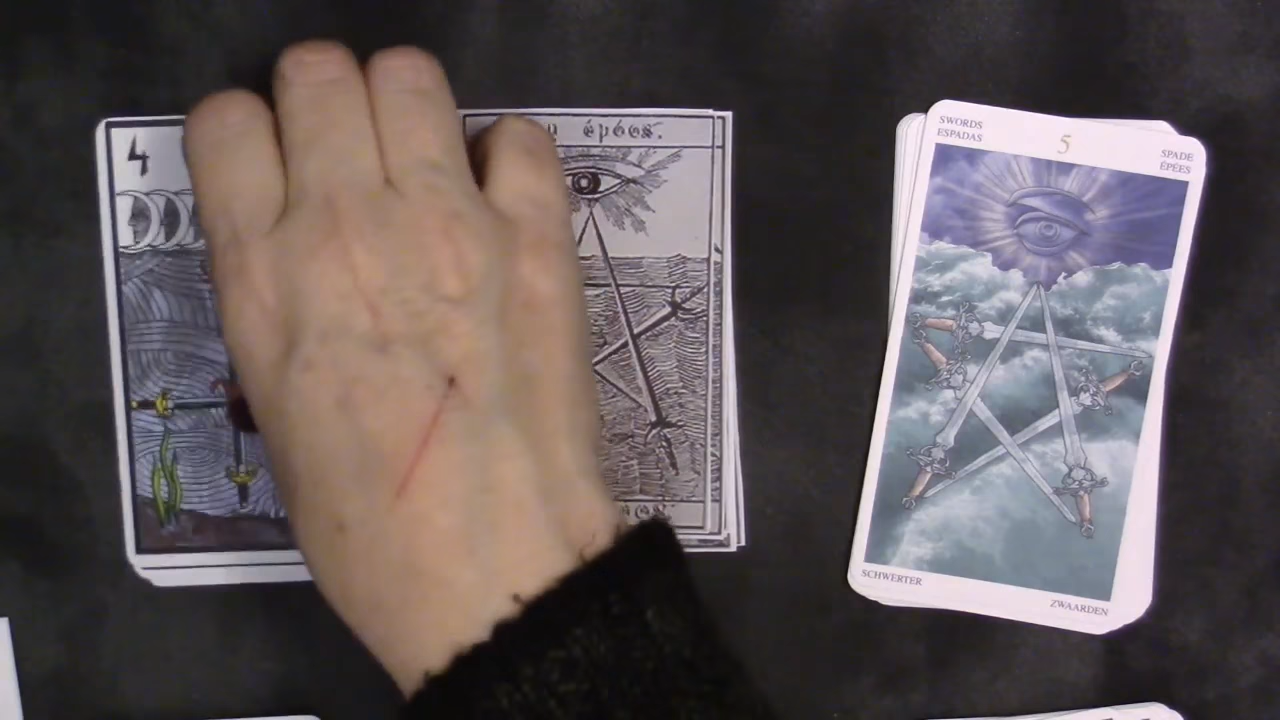 4
épées.
SWORDS
ESPADAS
5
SPADE
ÉPÉES
SCHWERTER
ZWAARDEN